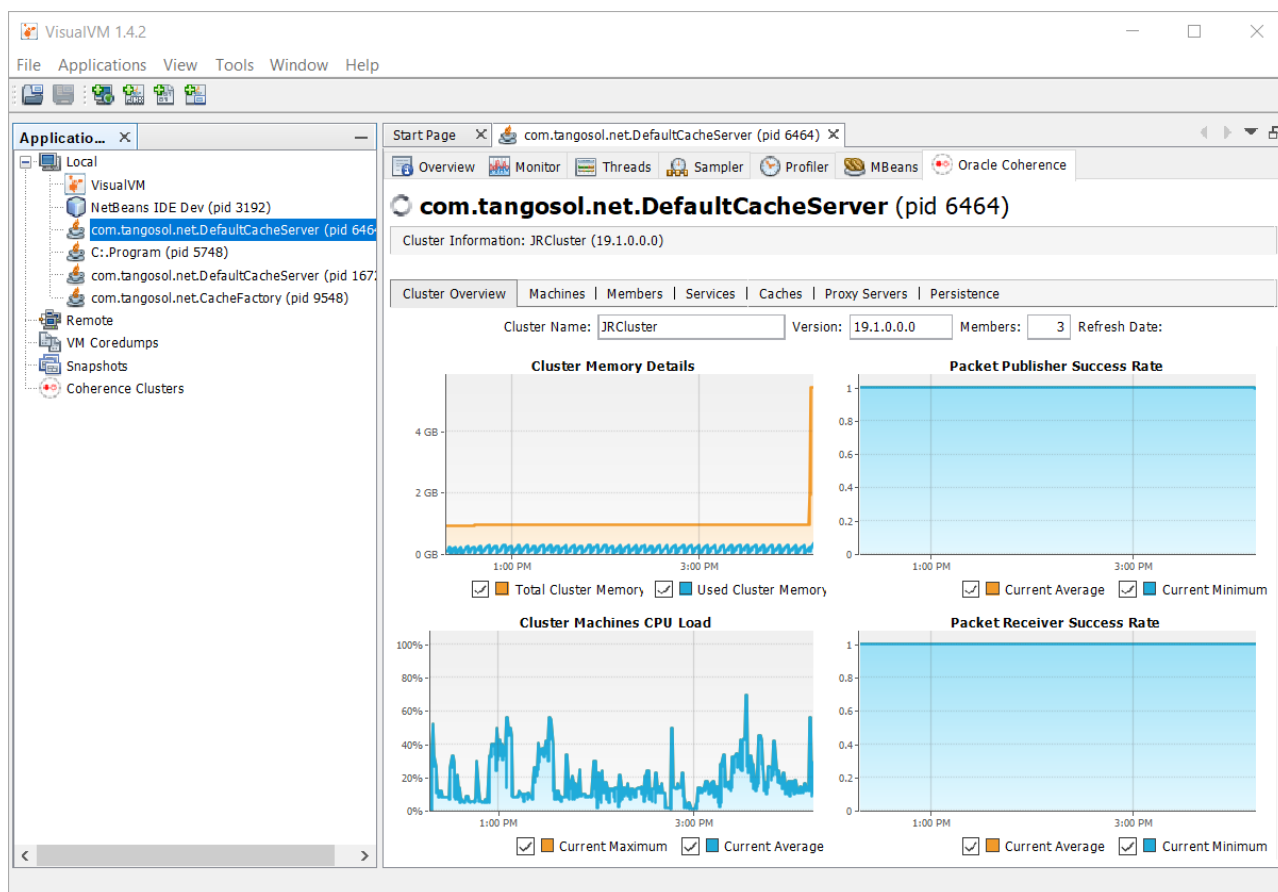 VisualVM 1.4.2
File Applications View Tools Window Help
Applicatio...
Local
VisualVM
NetBeans IDE Dev (pid 3192)
com.tangosol.net.DefaultCacheServer (pid 646
C:.Program (pid 5748)
com.tangosol.net.DefaultCacheServer (pid 167
com.tangosol.net.CacheFactory (pid 9548)
Remote
VM Coredumps
Snapshots
Coherence Clusters
Start Page com.tangosol.net.DefaultCacheServer (pid 6464)
Overview Monitor Threads Sampler Profiler MBeans Oracle Coherence
com.tangosol.net.DefaultCacheServer (pid 6464)
Cluster Information: JRCluster (19.1.0.0.0)
Cluster Overview Machines | Members | Services | Caches | Proxy Servers | Persistence
Cluster Name: JRCluster Version: 19.1.0.0.0 Members: 3 Refresh Date:
Cluster Memory Details
4 GB
2 GB
0 GB
1:00 PM 3:00 PM
Total Cluster Memory Used Cluster Memory
Packet Publisher Success Rate
1
0.8
0.6
0.4
0.2
0
1:00 PM 3:00 PM
Current Average Current Minimum
Cluster Machines CPU Load
100%
80%
60%
40%
20%
0%
1:00 PM 3:00 PM
Current Maximum Current Average
Packet Receiver Success Rate
1
0.8
0.6
0.4
0.2
0
1:00 PM 3:00 PM
Current Average Current Minimum